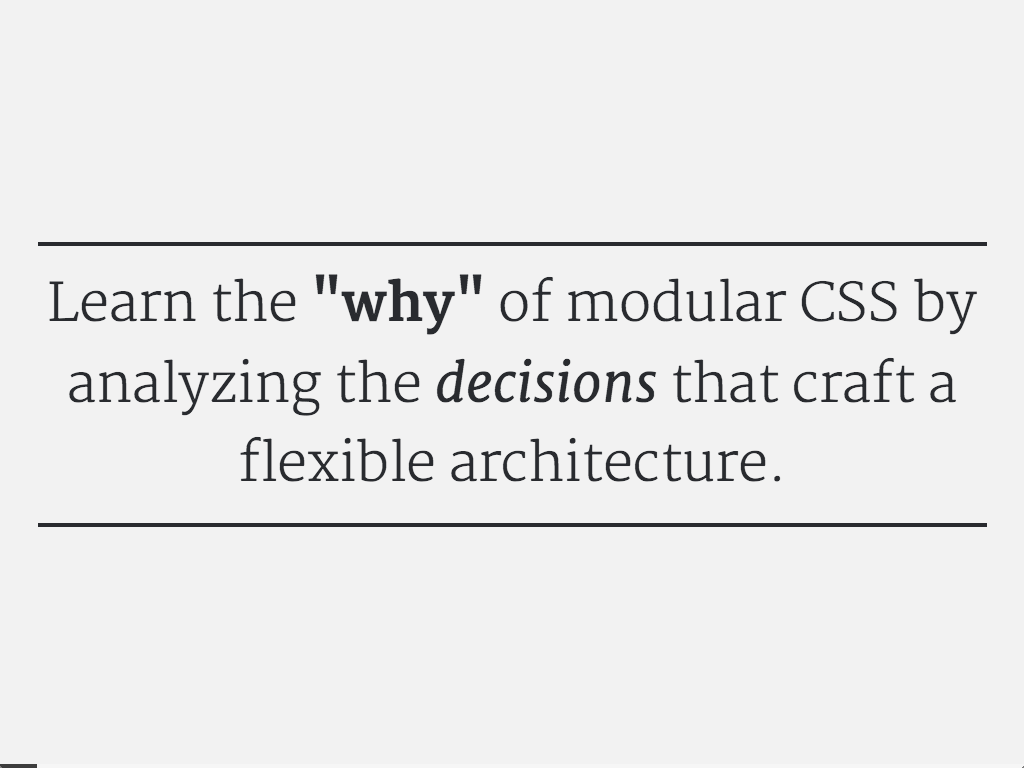 Learn the "why" of modular CSS by
analyzing the decisions that craft a
flexible architecture.